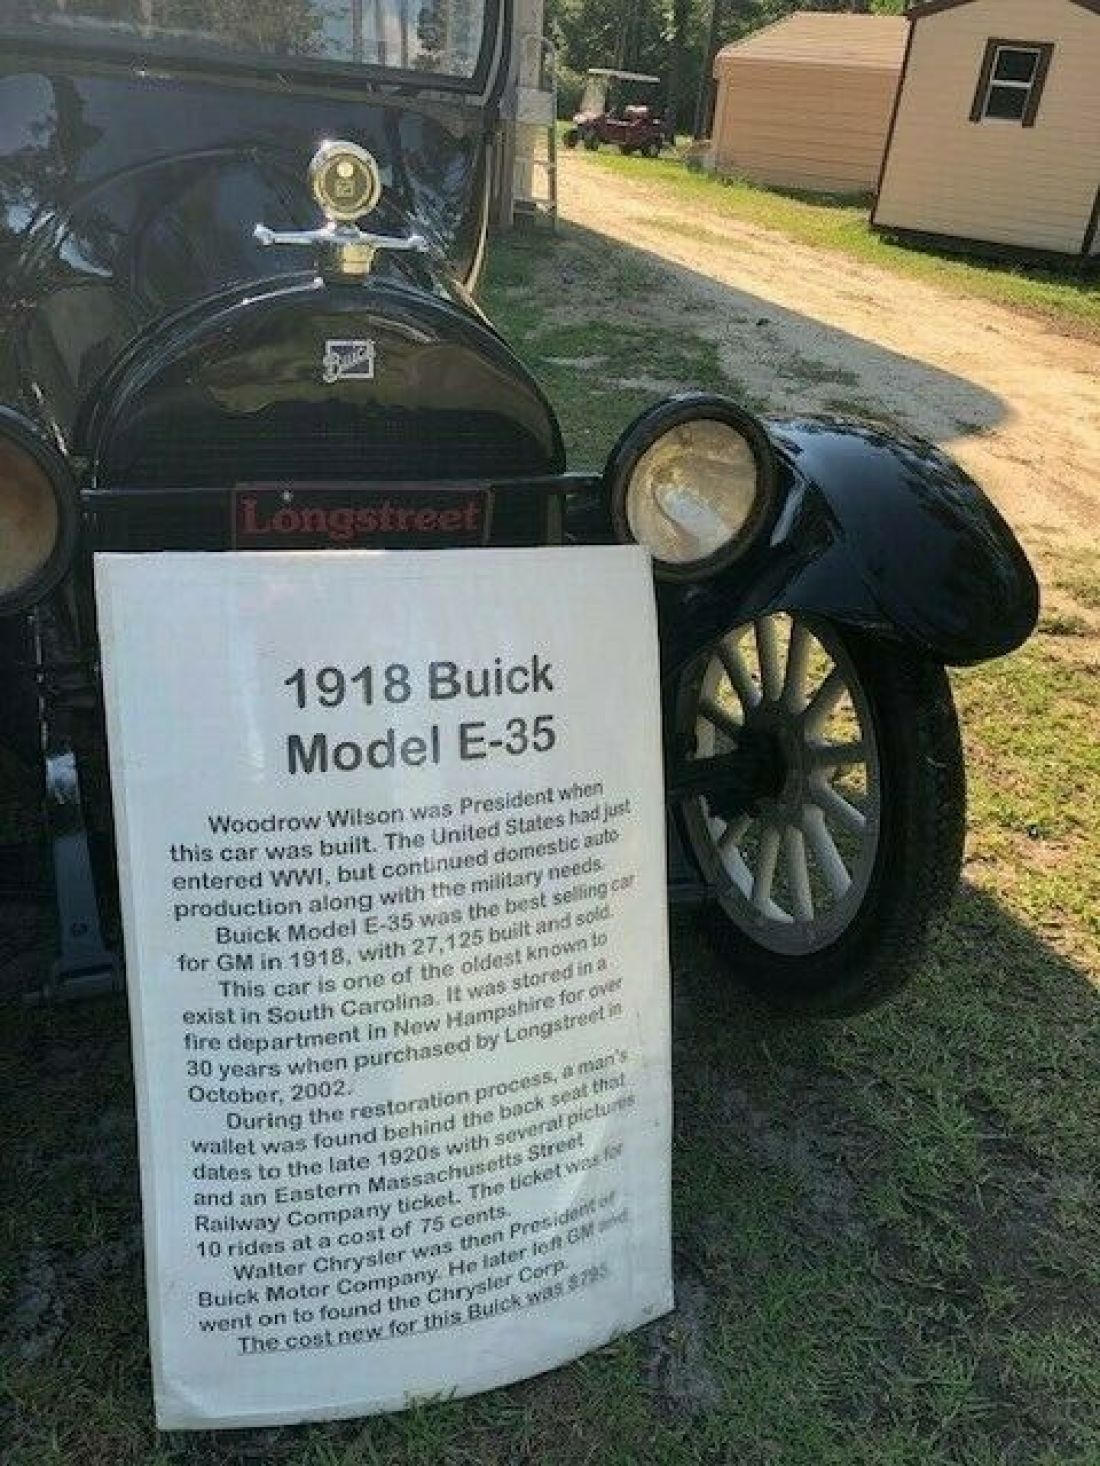 Buick
Longstreet
1918 Buick
Model E-35
Woodrow Wilson was President when
this car was built. The United States had just
entered WWI, but continued domestic auto
production along with the military needs.
Buick Model E-35 was the best selling car
for GM in 1918, with 27,125 built and sold.
This car is one of the oldest known to
exist in South Carolina. It was stored in a
fire department in New Hampshire for over
30 years when purchased by Longstreet in
October, 2002.
During the restoration process, a man's
wallet was found behind the back seat that
dates to the late 1920s with several pictures
and an Eastern Massachusetts Street
Railway Company ticket. The ticket was for
10 rides at a cost of 75 cents.
Walter Chrysler was then President of
Buick Motor Company. He later left GM and
went on to found the Chrysler Corp.
The cost new for this Buick was $795.